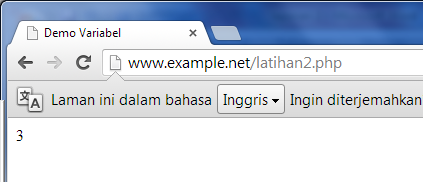 Demo Variabel
www.example.net/latihan2.php
Laman ini dalam bahasa Inggris Ingin diterjemahkan
3